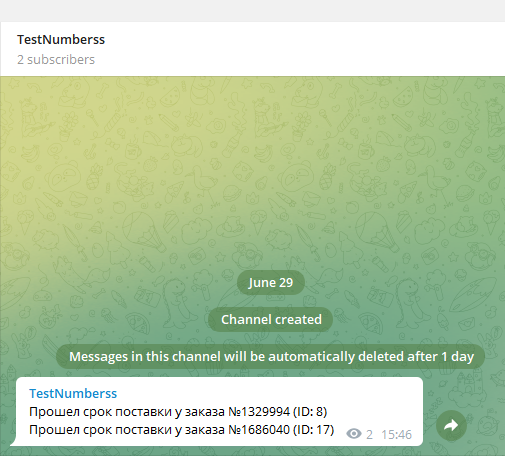 TestNumberss
2 subscribers
June 29
Channel created
Messages in this channel will be automatically deleted after 1 day
TestNumberss
Прошел срок поставки у заказа №1329994 (ID: 8)
Прошел срок поставки у заказа №1686040 (ID: 17)
2 15:46